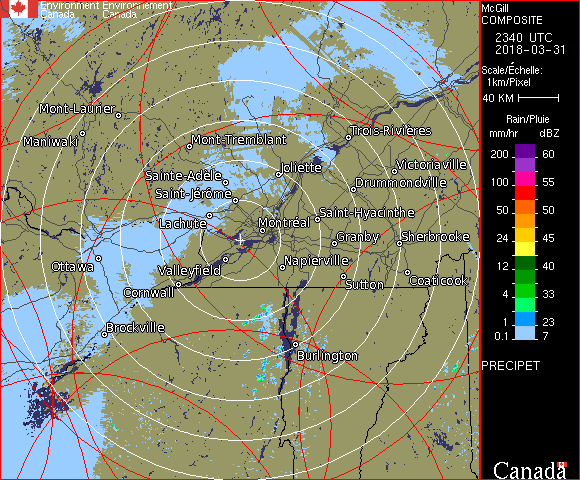 Environment Environnement
Canada Canada
McGill
COMPOSITE
2340 UTC
2018-03-31
Scale/Échelle:
1km/Pixel
40 KM
Rain/Pluie
mm/hr dBZ
200 60
100 55
50 50
24 45
12 40
4 33
1 23
0.1 7
PRECIPET
Canada
Mont-Laurier
Maniwaki
Mont-Tremblant
Trois-Rivières
Sainte-Adèle
Joliette
Victoriaville
Saint-Jérôme
Drummondville
Lachute
Montréal
Saint-Hyacinthe
Granby
Sherbrooke
Ottawa
Valleyfield
Napierville
Cornwall
Sutton
Coaticook
Brockville
Burlington